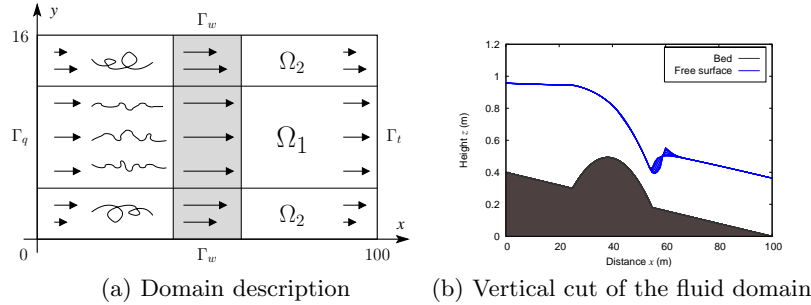 y
16
Γw
Ω2
Γq
Ω1
Γt
Ω2
x
0
Γw
100
(a) Domain description
1.2
1
0.8
0.6
0.4
0.2
0
Height z (m)
Bed
Free surface
0 20 40 60 80 100
Distance x (m)
(b) Vertical cut of the fluid domain